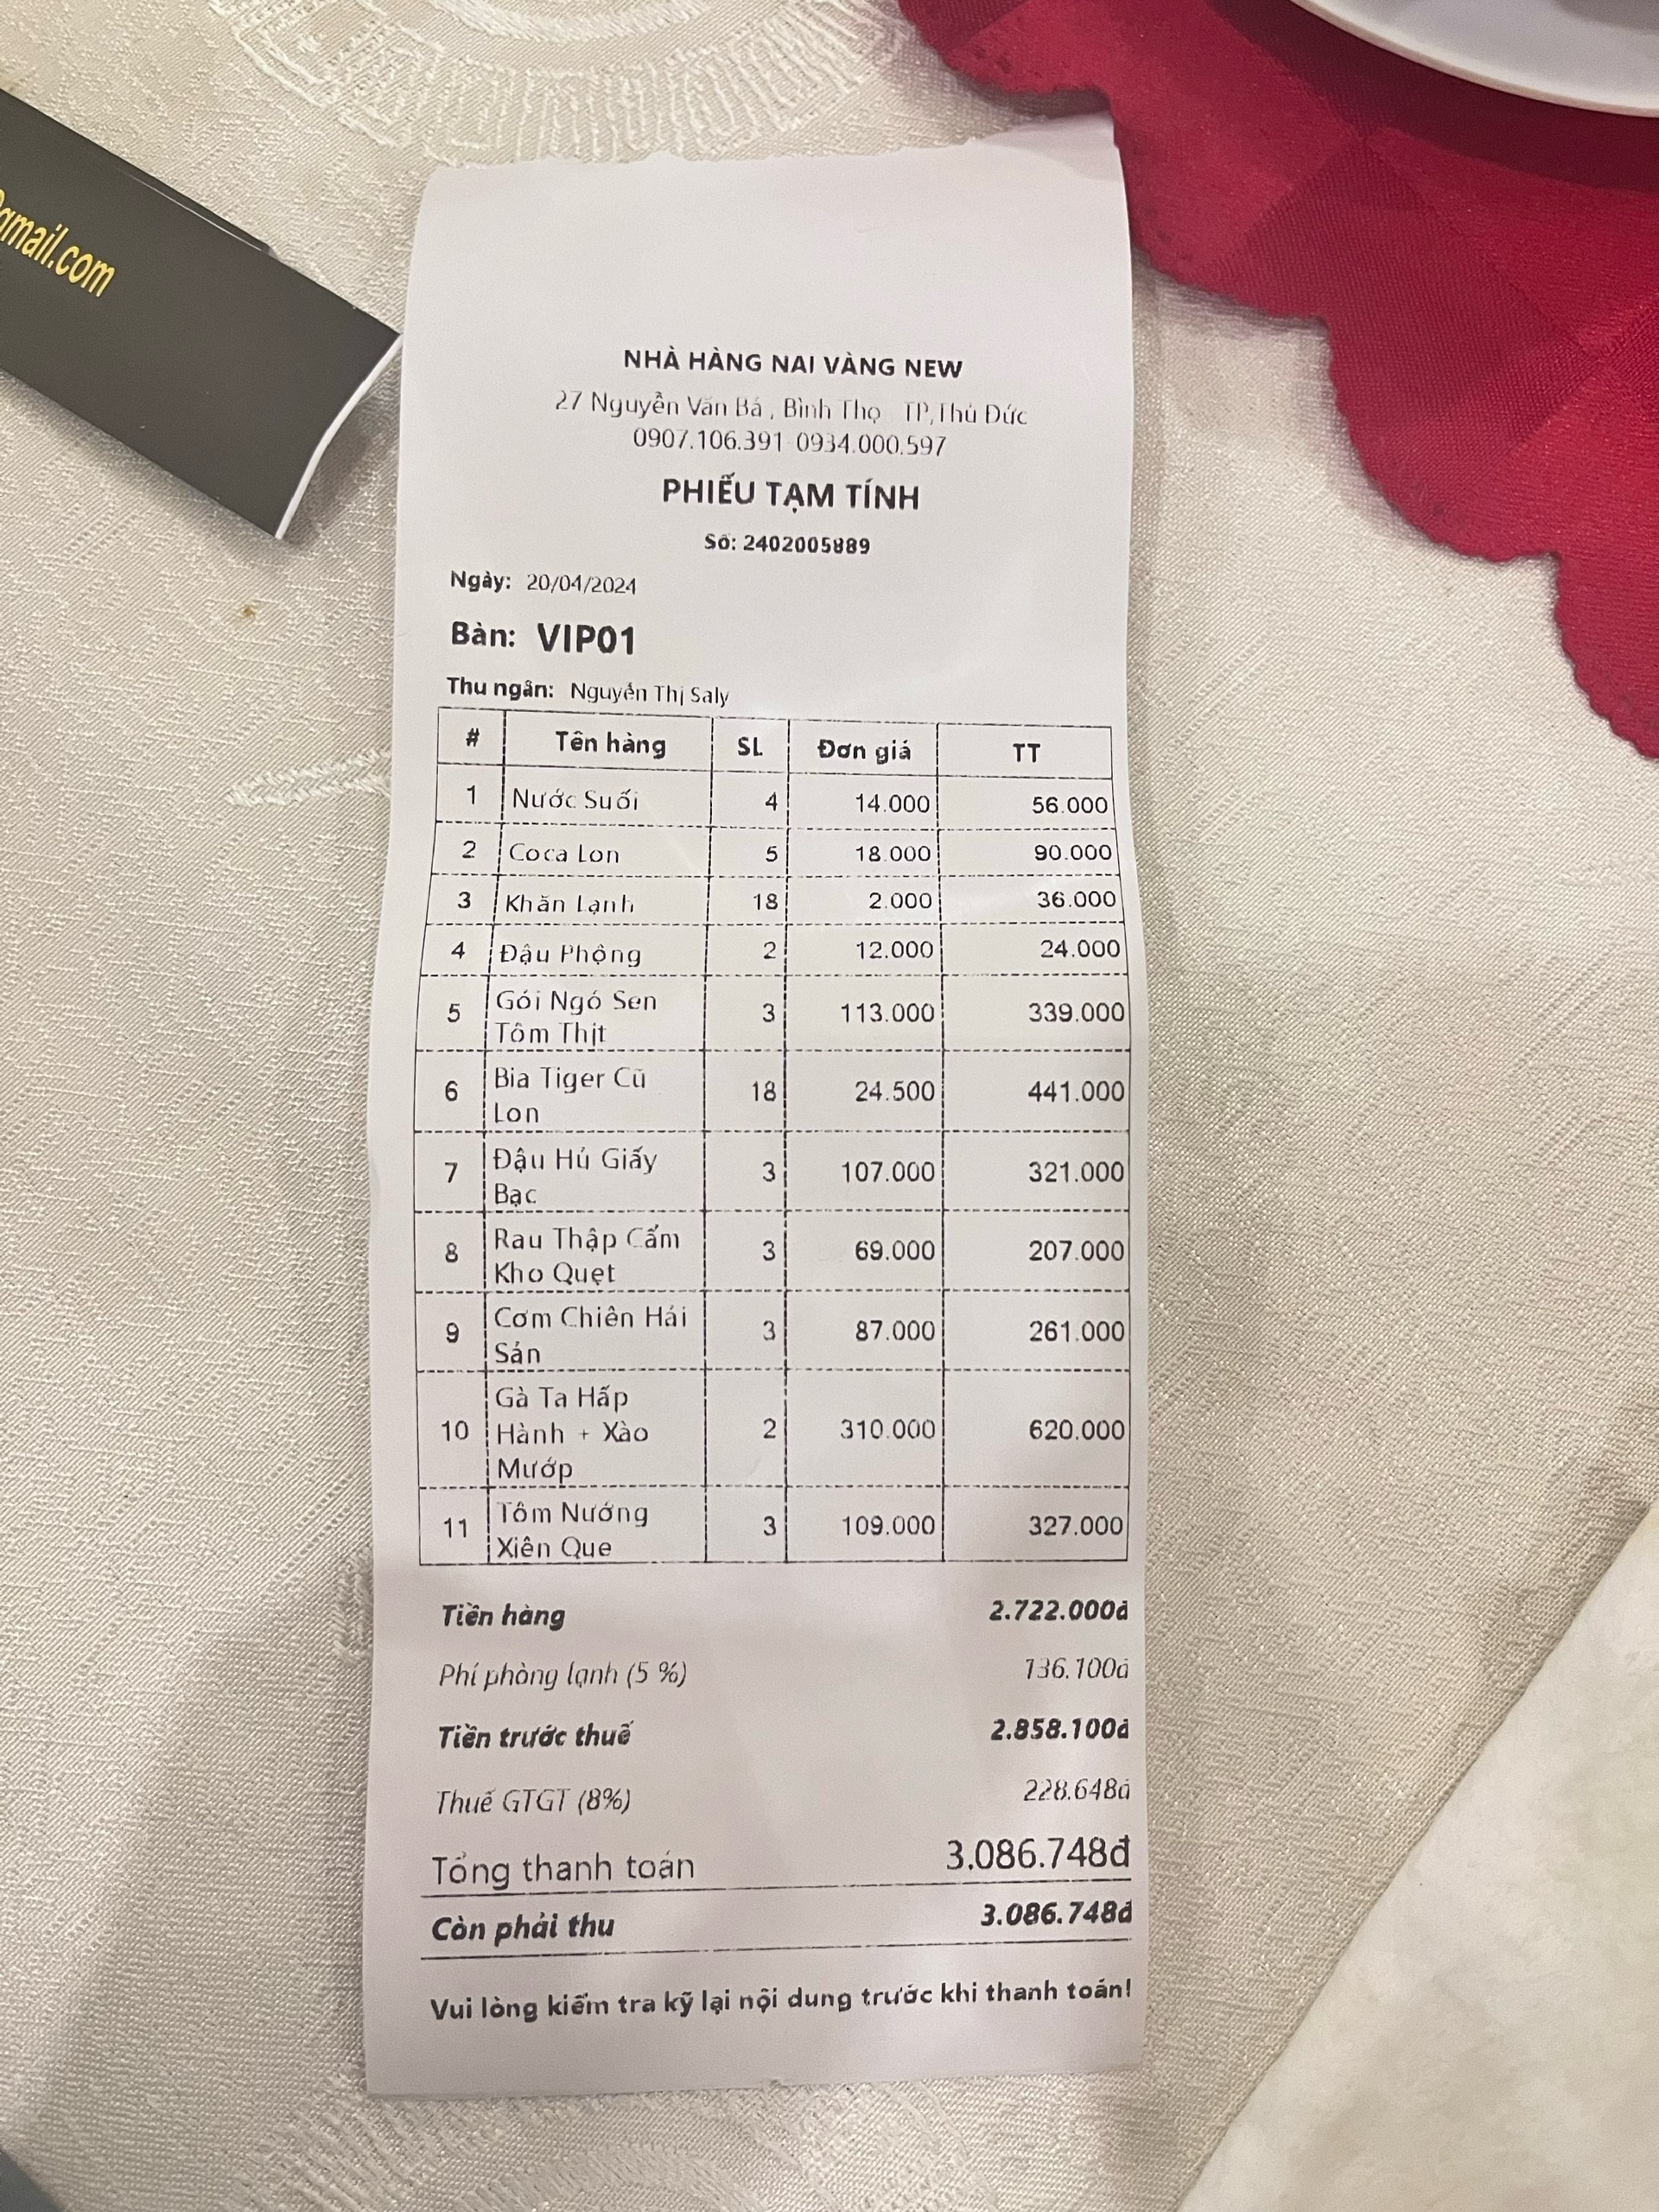 @gmail.com
NHÀ HÀNG NAI VÀNG NEW
27 Nguyễn Văn Bá , Bình Thọ TP,Thủ Đức
0907.106.391-0934.000.597
PHIẾU TẠM TÍNH
Số: 2402005889
Ngày: 20/04/2024
Bàn: VIP01
Thu ngân: Nguyễn Thị Saly
# Tên hàng SL Đơn giá TT
1 Nước Suối 4 14.000 56.000
2 Coca Lon 5 18.000 90.000
3 Khăn Lạnh 18 2.000 36.000
4 Đậu Phộng 2 12.000 24.000
5 Gỏi Ngó Sen 3 113.000 339.000
Tôm Thịt
6 Bia Tiger Cũ 18 24.500 441.000
Lon
7 Đậu Hủ Giấy 3 107.000 321.000
Bạc
8 Rau Thập Cẩm 3 69.000 207.000
Kho Quẹt
9 Cơm Chiên Hải 3 87.000 261.000
Sản
Gà Ta Hấp
10 Hành + Xào 2 310.000 620.000
Mướp
11 Tôm Nướng 3 109.000 327.000
Xiên Que
Tiền hàng 2.722.000đ
Phí phòng lạnh (5 %) 136.100đ
Tiền trước thuế 2.858.100đ
Thuế GTGT (8%) 228.648đ
Tổng thanh toán 3.086.748đ
Còn phải thu 3.086.748đ
Vui lòng kiểm tra kỹ lại nội dung trước khi thanh toán!